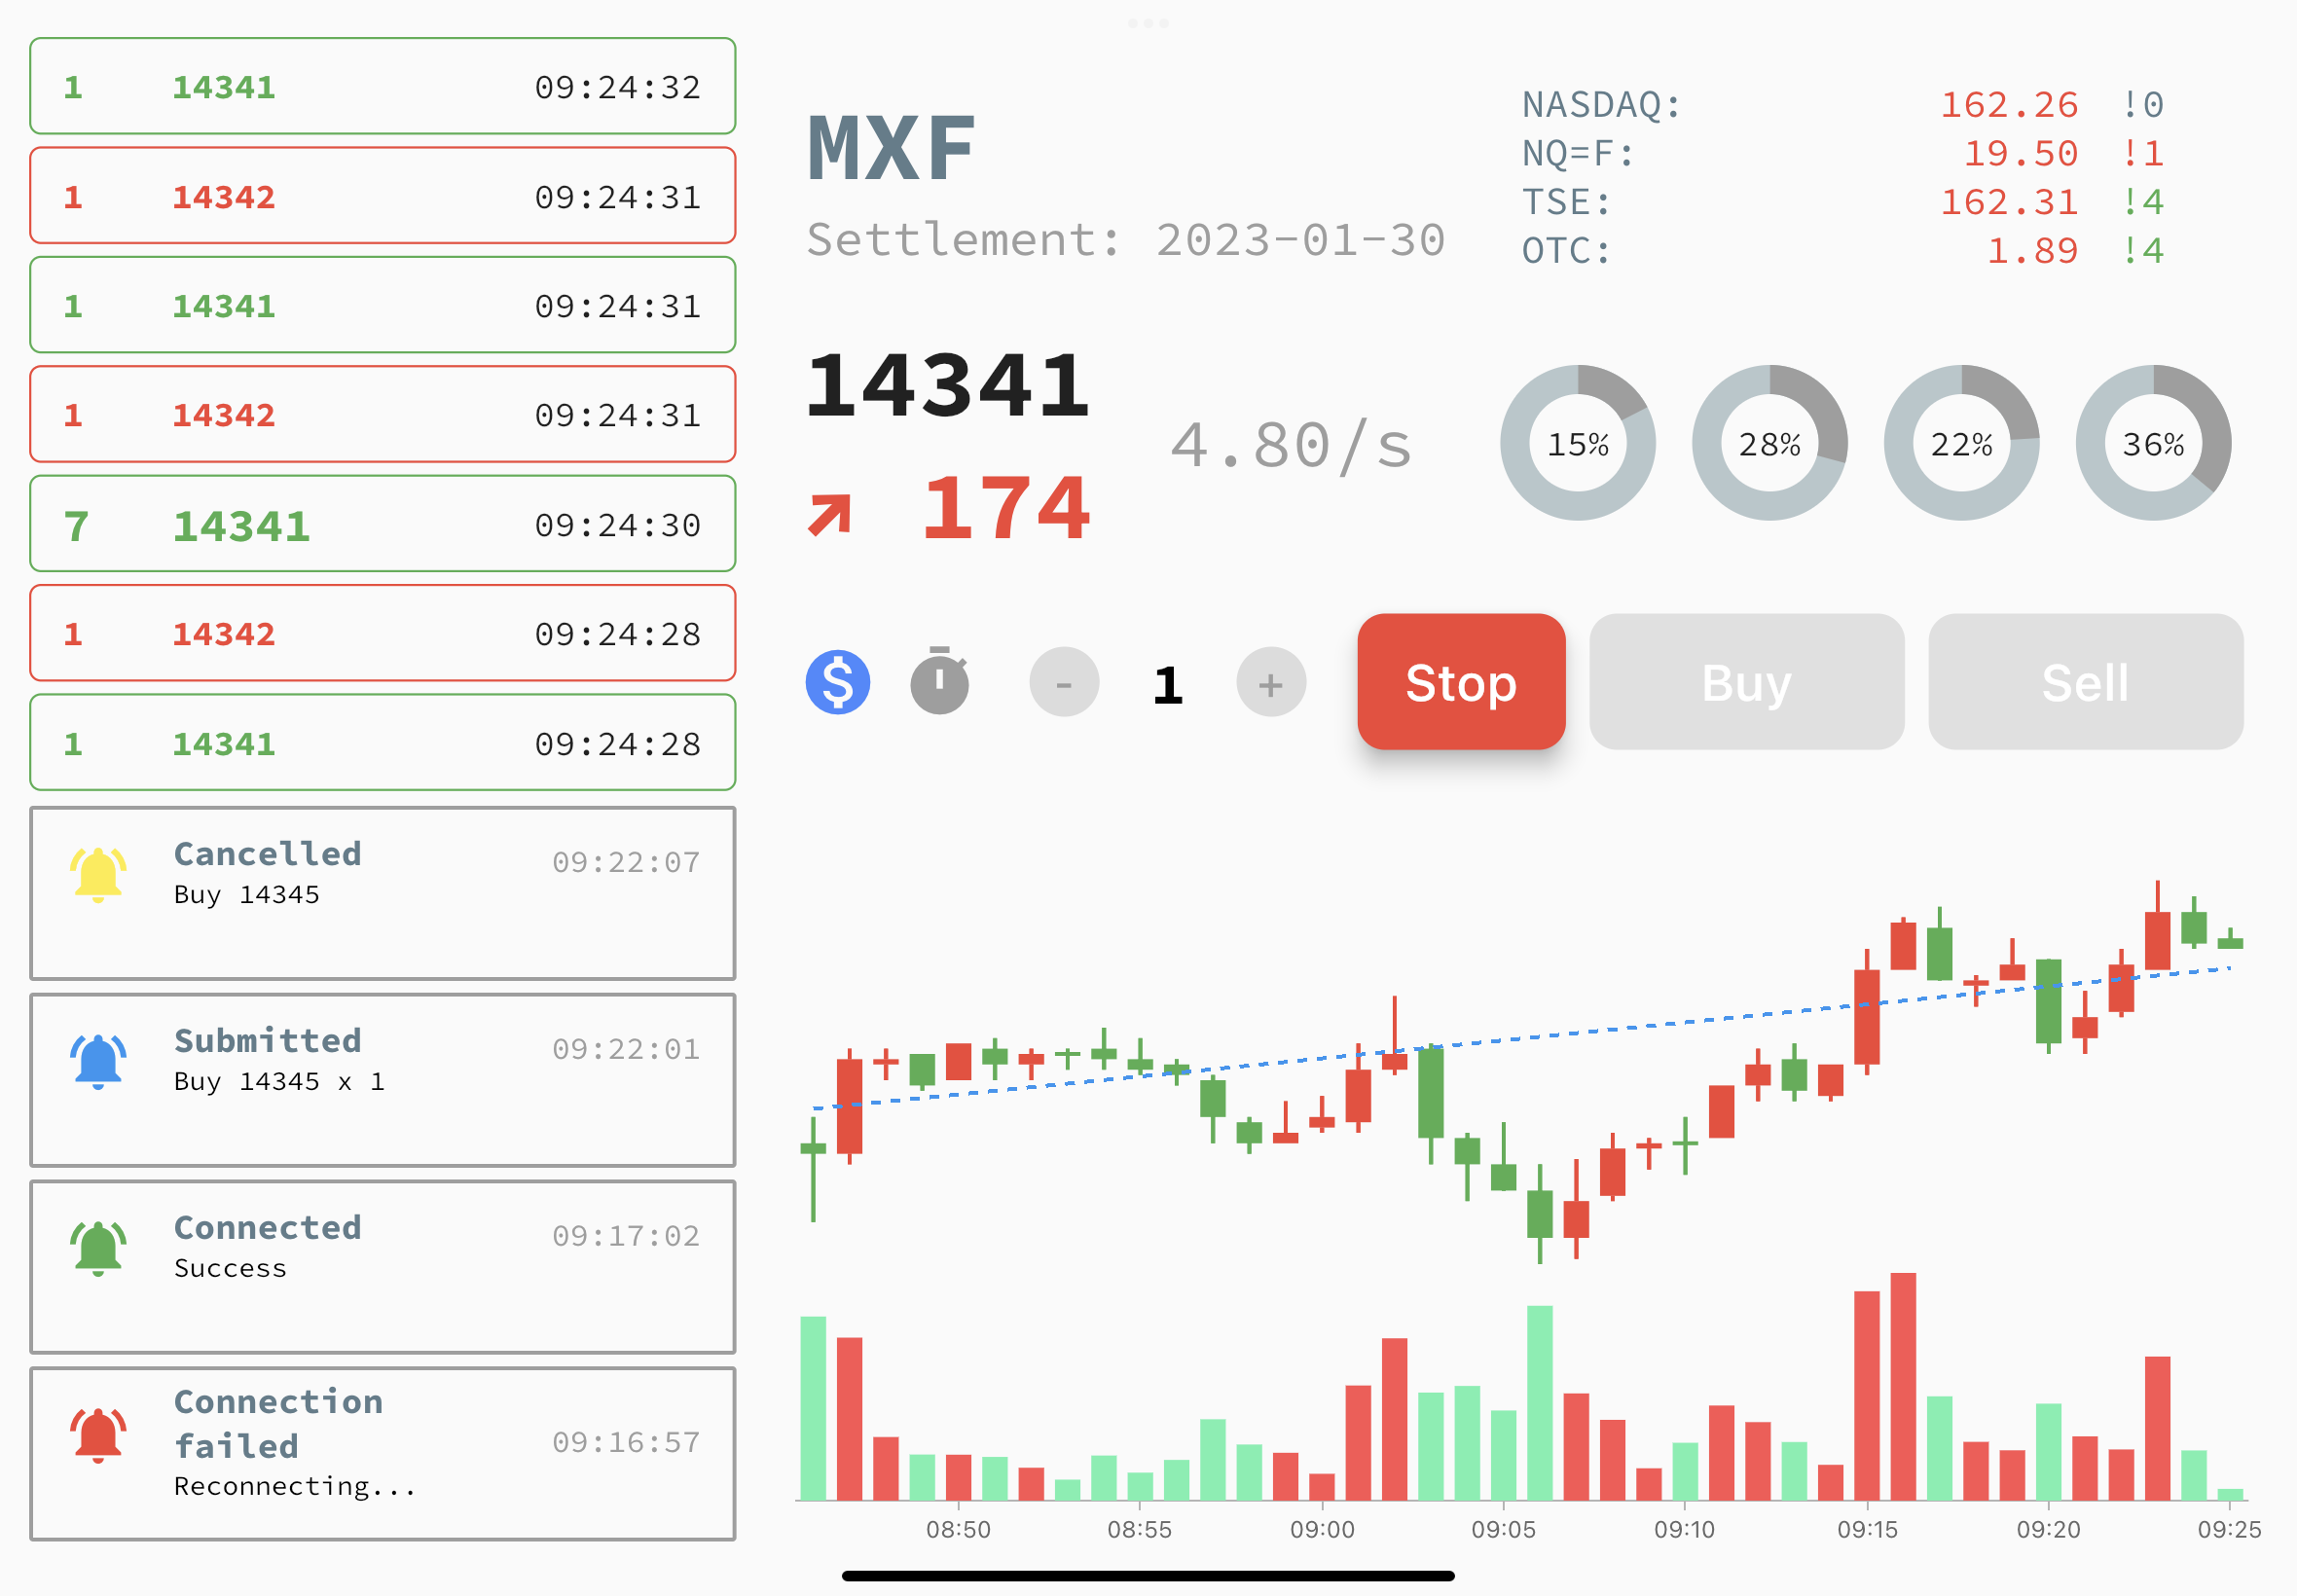 1 14341 09:24:32
1 14342 09:24:31
1 14341 09:24:31
1 14342 09:24:31
7 14341 09:24:30
1 14342 09:24:28
1 14341 09:24:28
Cancelled 09:22:07
Buy 14345
Submitted 09:22:01
Buy 14345 x 1
Connected 09:17:02
Success
Connection
failed 09:16:57
Reconnecting...
MXF
Settlement: 2023-01-30
NASDAQ: 162.26 !0
NQ=F: 19.50 !1
TSE: 162.31 !4
OTC: 1.89 !4
14341
174
4.80/s
15% 28% 22% 36%
$ - 1 + Stop Buy Sell
08:50 08:55 09:00 09:05 09:10 09:15 09:20 09:25